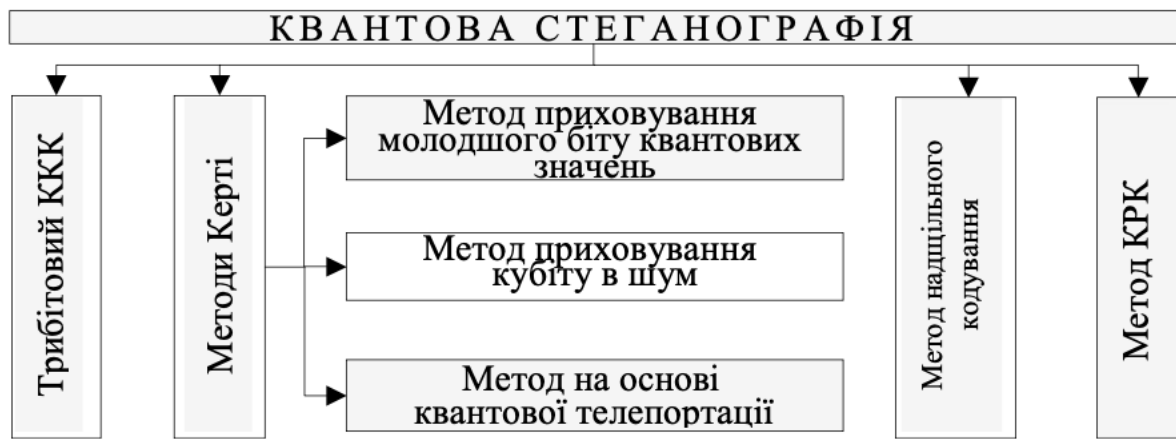 КВАНТОВА СТЕГАНОГРАФІЯ
Трибітовий ККК
Методи Керті
Метод приховування
молодшого біту квантових
значень
Метод приховування
кубіту в шум
Метод на основі
квантової телепортації
Метод надщільного
кодування
Метод КРК